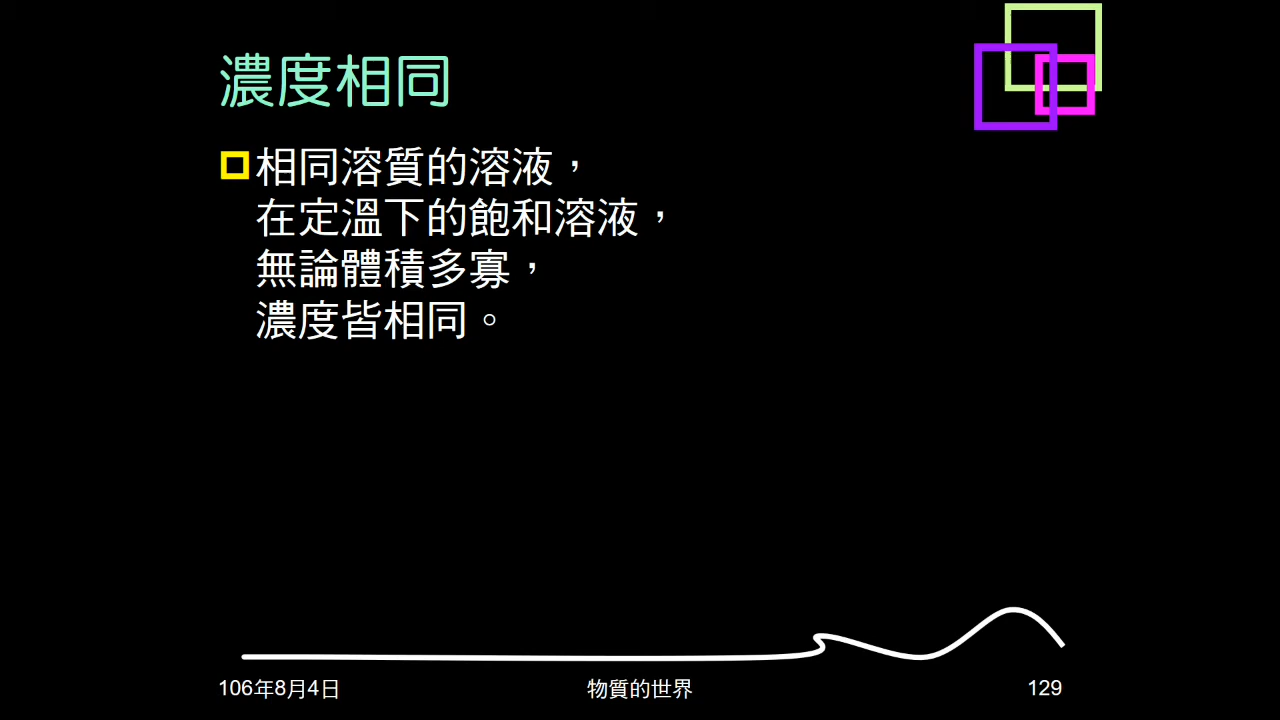 濃度相同
相同溶質的溶液，
在定溫下的飽和溶液，
無論體積多寡，
濃度皆相同。
106年8月4日
物質的世界
129